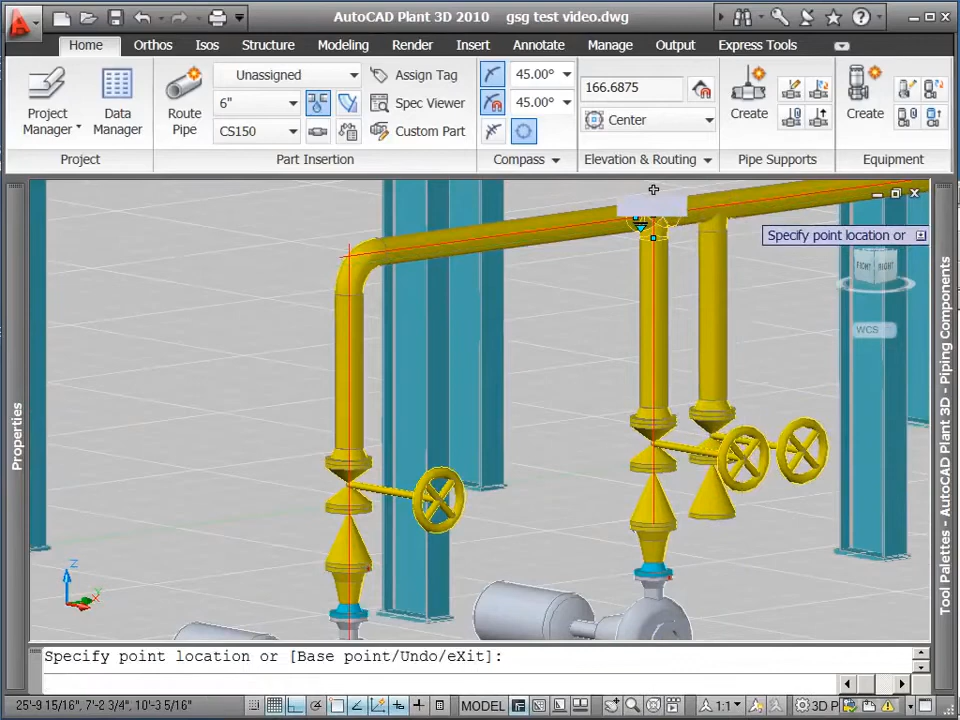 AutoCAD Plant 3D 2010 gsg test video.dwg
Home Orthos Isos Structure Modeling Render Insert Annotate Manage Output Express Tools
Unassigned Assign Tag 45.00° 166.6875
6" Spec Viewer 45.00° Center
Project Manager Data Manager Route Pipe CS150 Custom Part Create Create
Project Part Insertion Compass Elevation & Routing Pipe Supports Equipment
Specify point location or
FRONT RIGHT
WCS
Properties
Tool Palettes - AutoCAD Plant 3D - Piping Components
Z
X
Specify point location or [Base point/Undo/eXit]:
25'-9 15/16", 7'-2 3/4", 10'-3 5/16" MODEL 1:1 3D P